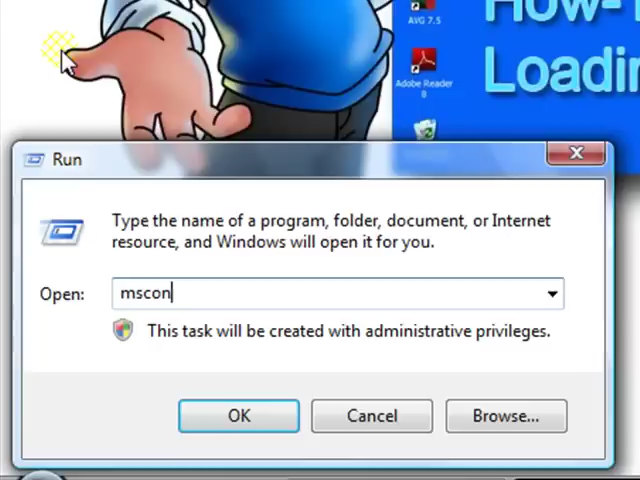 AVG 7.5
How-
Adobe Reader
8
Loadin
Run
Type the name of a program, folder, document, or Internet
resource, and Windows will open it for you.
Open:
mscon
This task will be created with administrative privileges.
OK
Cancel
Browse...